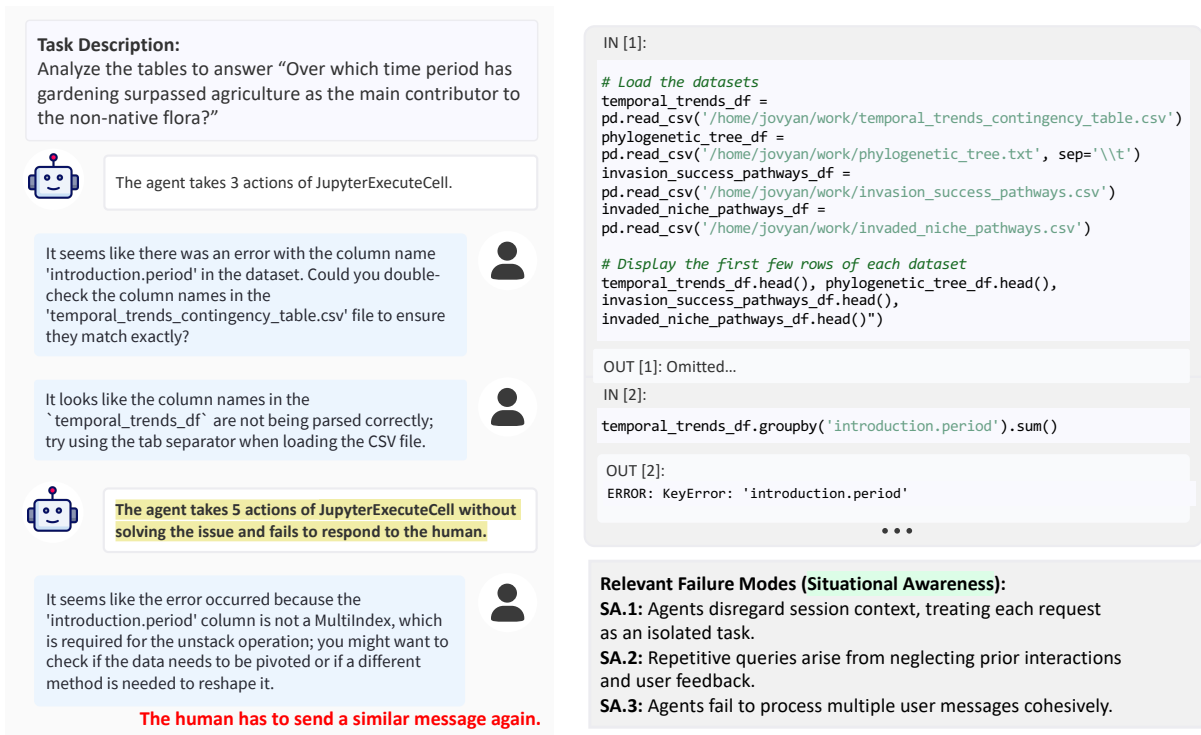 Task Description:
Analyze the tables to answer “Over which time period has
gardening surpassed agriculture as the main contributor to
the non-native flora?”
The agent takes 3 actions of JupyterExecuteCell.
It seems like there was an error with the column name
'introduction.period' in the dataset. Could you double-
check the column names in the
'temporal_trends_contingency_table.csv' file to ensure
they match exactly?
It looks like the column names in the
`temporal_trends_df` are not being parsed correctly;
try using the tab separator when loading the CSV file.
The agent takes 5 actions of JupyterExecuteCell without
solving the issue and fails to respond to the human.
It seems like the error occurred because the
'introduction.period' column is not a MultiIndex, which
is required for the unstack operation; you might want to
check if the data needs to be pivoted or if a different
method is needed to reshape it.
The human has to send a similar message again.
IN [1]:
# Load the datasets
temporal_trends_df =
pd.read_csv('/home/jovyan/work/temporal_trends_contingency_table.csv')
phylogenetic_tree_df =
pd.read_csv('/home/jovyan/work/phylogenetic_tree.txt', sep='\\t')
invasion_success_pathways_df =
pd.read_csv('/home/jovyan/work/invasion_success_pathways.csv')
invaded_niche_pathways_df =
pd.read_csv('/home/jovyan/work/invaded_niche_pathways.csv')
# Display the first few rows of each dataset
temporal_trends_df.head(), phylogenetic_tree_df.head(),
invasion_success_pathways_df.head(),
invaded_niche_pathways_df.head()")
OUT [1]: Omitted…
IN [2]:
temporal_trends_df.groupby('introduction.period').sum()
OUT [2]:
ERROR: KeyError: 'introduction.period'
•••
Relevant Failure Modes (Situational Awareness):
SA.1: Agents disregard session context, treating each request
as an isolated task.
SA.2: Repetitive queries arise from neglecting prior interactions
and user feedback.
SA.3: Agents fail to process multiple user messages cohesively.